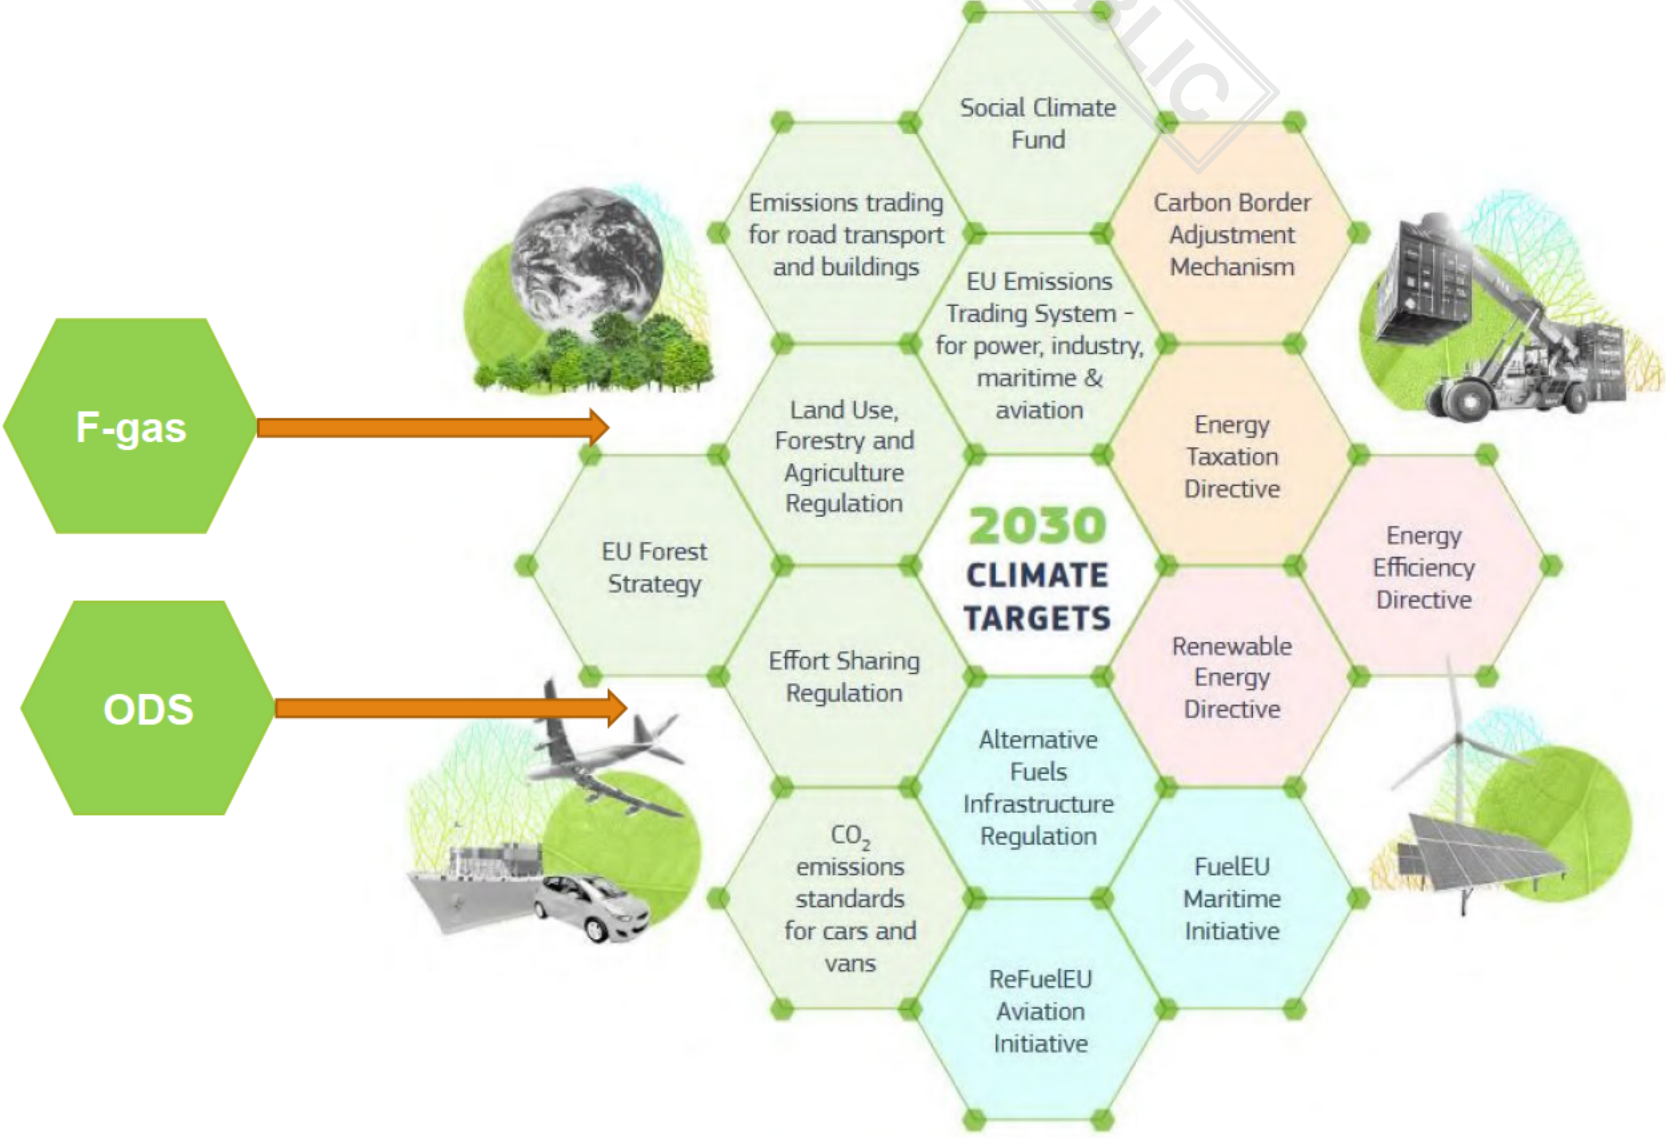 BLIC
Social Climate
Fund
Emissions trading
for road transport
and buildings
Carbon Border
Adjustment
Mechanism
EU Emissions
Trading System -
for power, industry,
maritime &
aviation
F-gas
Land Use,
Forestry and
Agriculture
Regulation
Energy
Taxation
Directive
2030
CLIMATE
TARGETS
EU Forest
Strategy
Energy
Efficiency
Directive
ODS
Effort Sharing
Regulation
Renewable
Energy
Directive
Alternative
Fuels
Infrastructure
Regulation
CO₂
emissions
standards
for cars and
vans
FuelEU
Maritime
Initiative
ReFuelEU
Aviation
Initiative